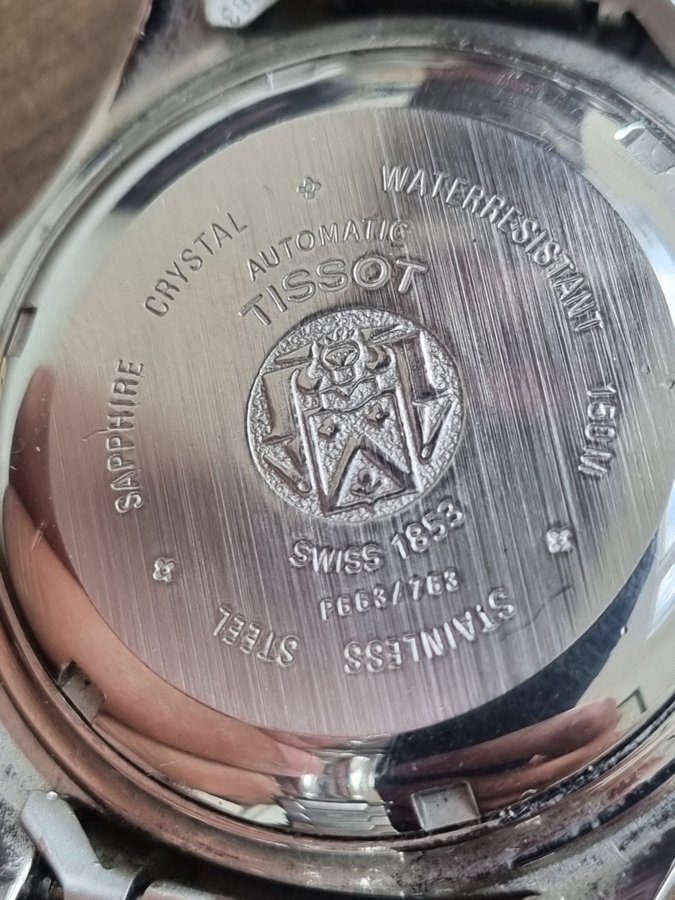 SAPPHIRE CRYSTAL
WATERRESISTANT 150M
AUTOMATIC
TISSOT
SWISS 1853
P663/763
STAINLESS STEEL